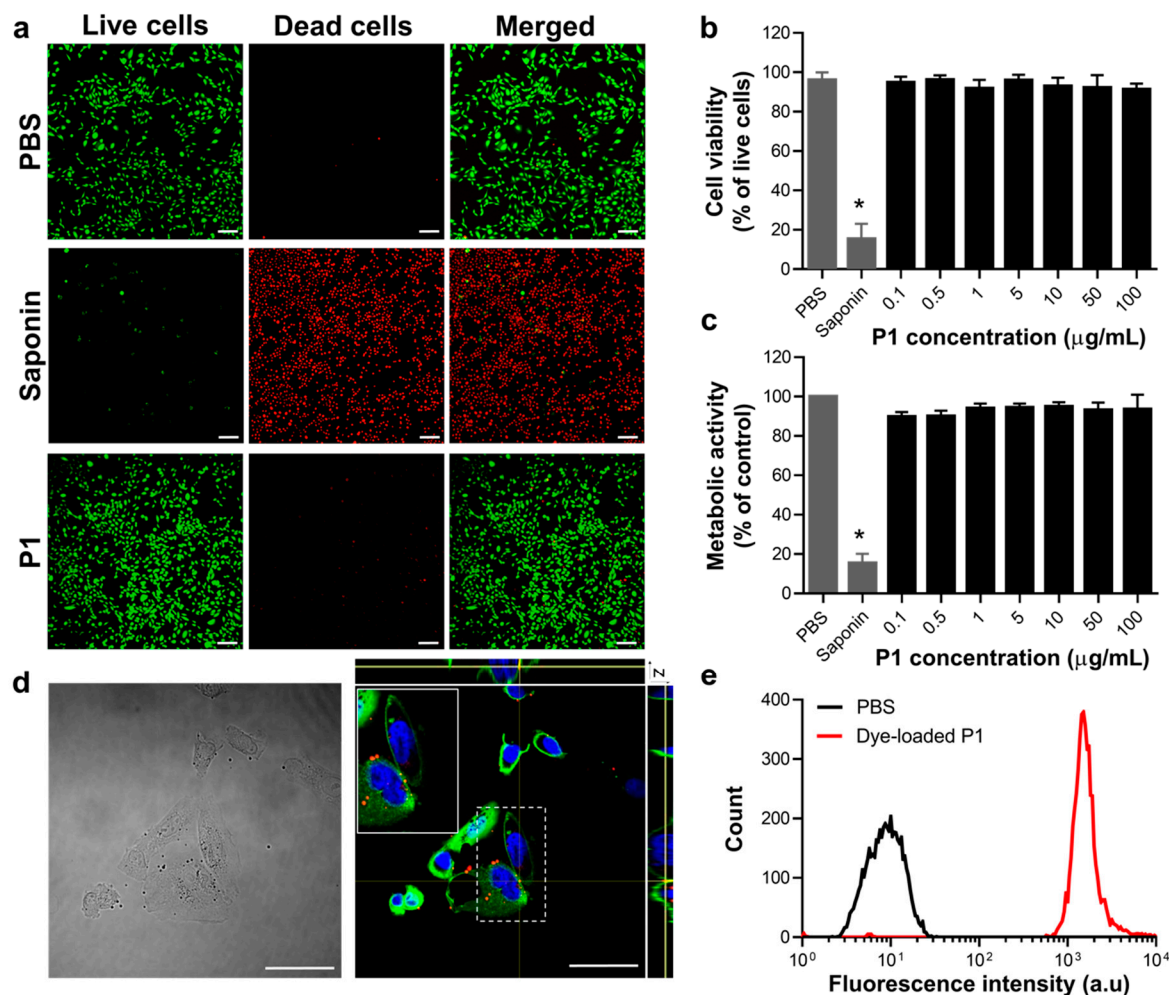 a
Live cells Dead cells Merged
PBS
Saponin
P1
b
Cell viability
(% of live cells)
120
100
80
60
40
20
0
*
PBS Saponin 0.1 0.5 1 5 10 50 100
P1 concentration (μg/mL)
c
Metabolic activity
(% of control)
120
100
80
60
40
20
0
*
PBS Saponin 0.1 0.5 1 5 10 50 100
P1 concentration (μg/mL)
d
Z
e
Count
400
300
200
100
0
PBS
Dye-loaded P1
10⁰ 10¹ 10² 10³ 10⁴
Fluorescence intensity (a.u)